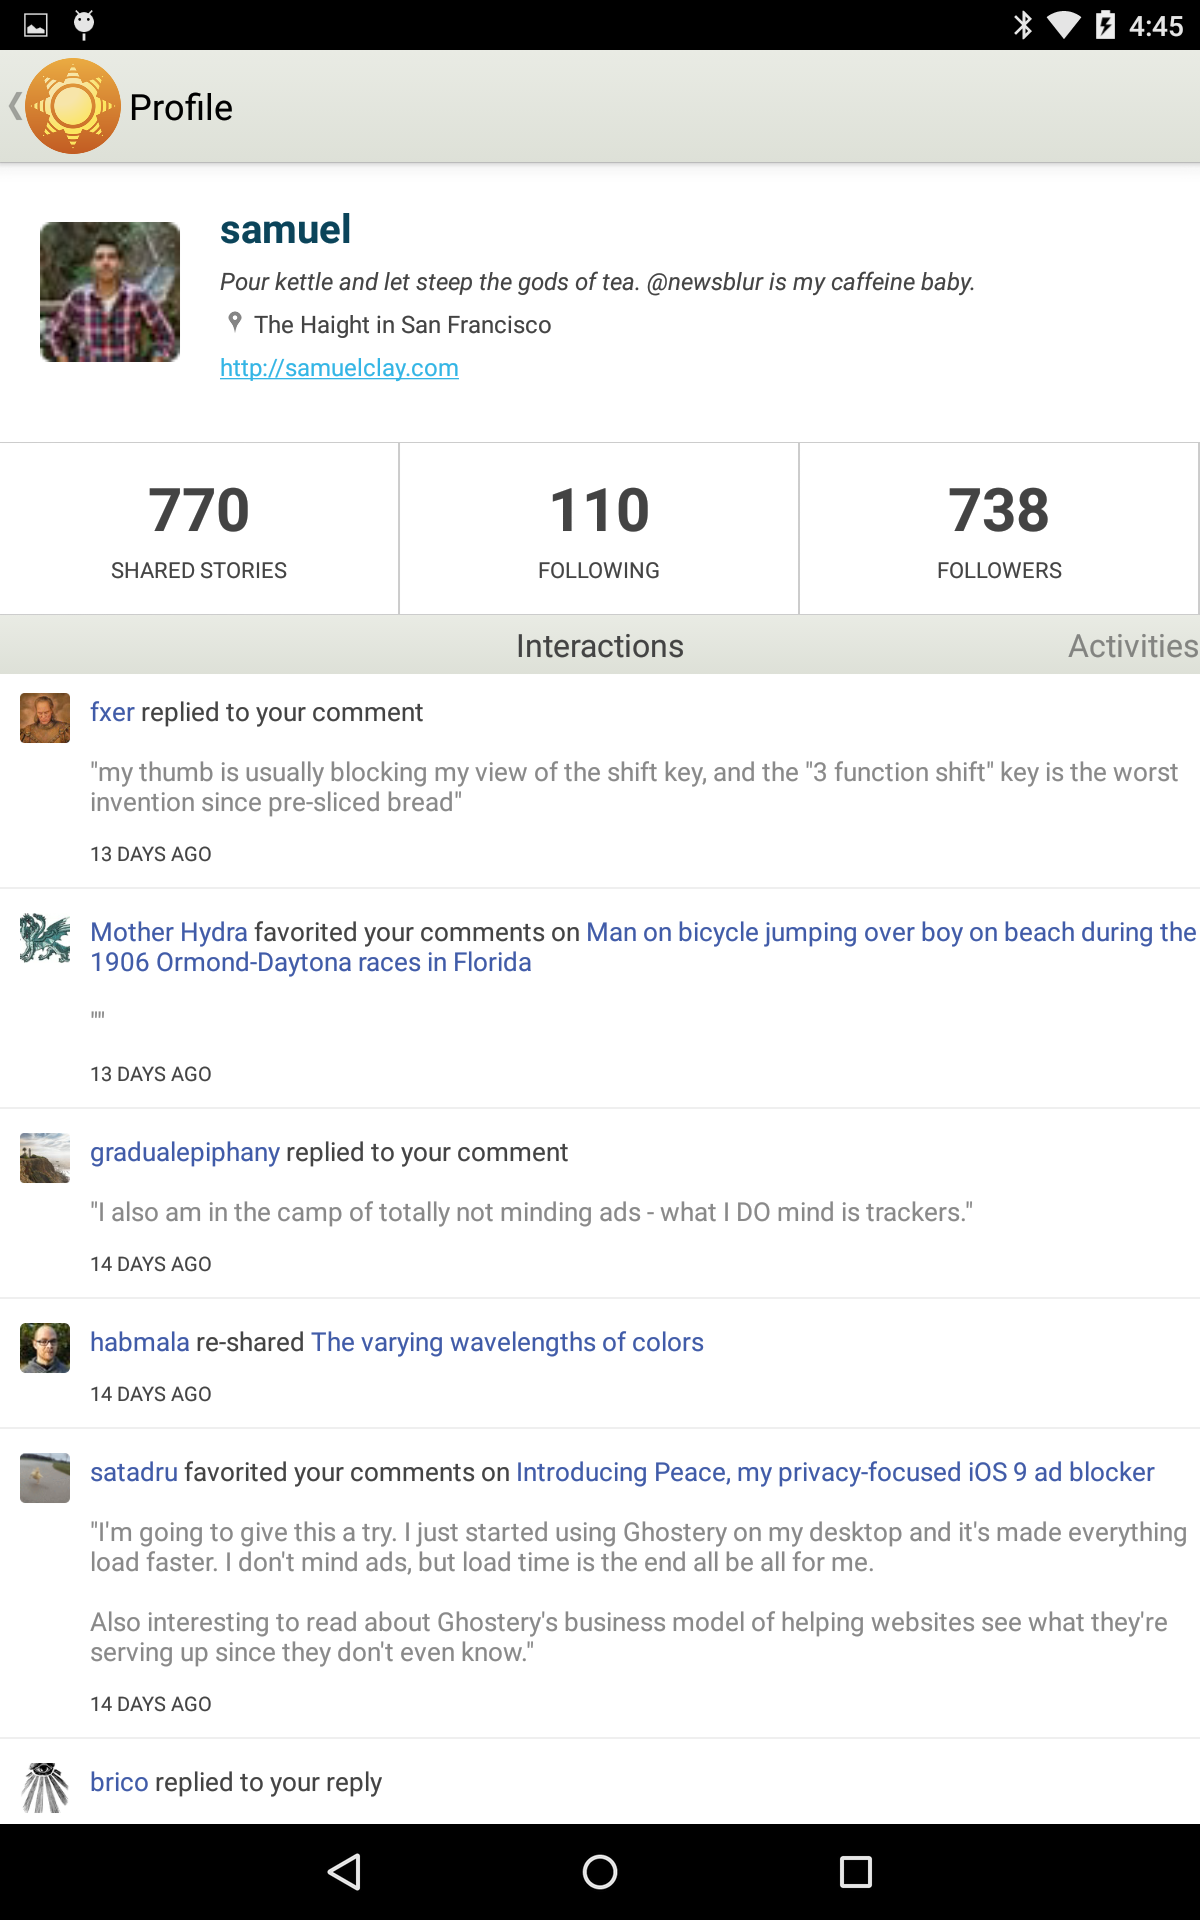 4:45
Profile
samuel
Pour kettle and let steep the gods of tea. @newsblur is my caffeine baby.
The Haight in San Francisco
http://samuelclay.com
770
SHARED STORIES
110
FOLLOWING
738
FOLLOWERS
Interactions
Activities
fxer replied to your comment
"my thumb is usually blocking my view of the shift key, and the "3 function shift" key is the worst
invention since pre-sliced bread"
13 DAYS AGO
Mother Hydra favorited your comments on Man on bicycle jumping over boy on beach during the
1906 Ormond-Daytona races in Florida
""
13 DAYS AGO
gradualepiphany replied to your comment
"I also am in the camp of totally not minding ads - what I DO mind is trackers."
14 DAYS AGO
habmala re-shared The varying wavelengths of colors
14 DAYS AGO
satadru favorited your comments on Introducing Peace, my privacy-focused iOS 9 ad blocker
"I'm going to give this a try. I just started using Ghostery on my desktop and it's made everything
load faster. I don't mind ads, but load time is the end all be all for me.
Also interesting to read about Ghostery's business model of helping websites see what they're
serving up since they don't even know."
14 DAYS AGO
brico replied to your reply